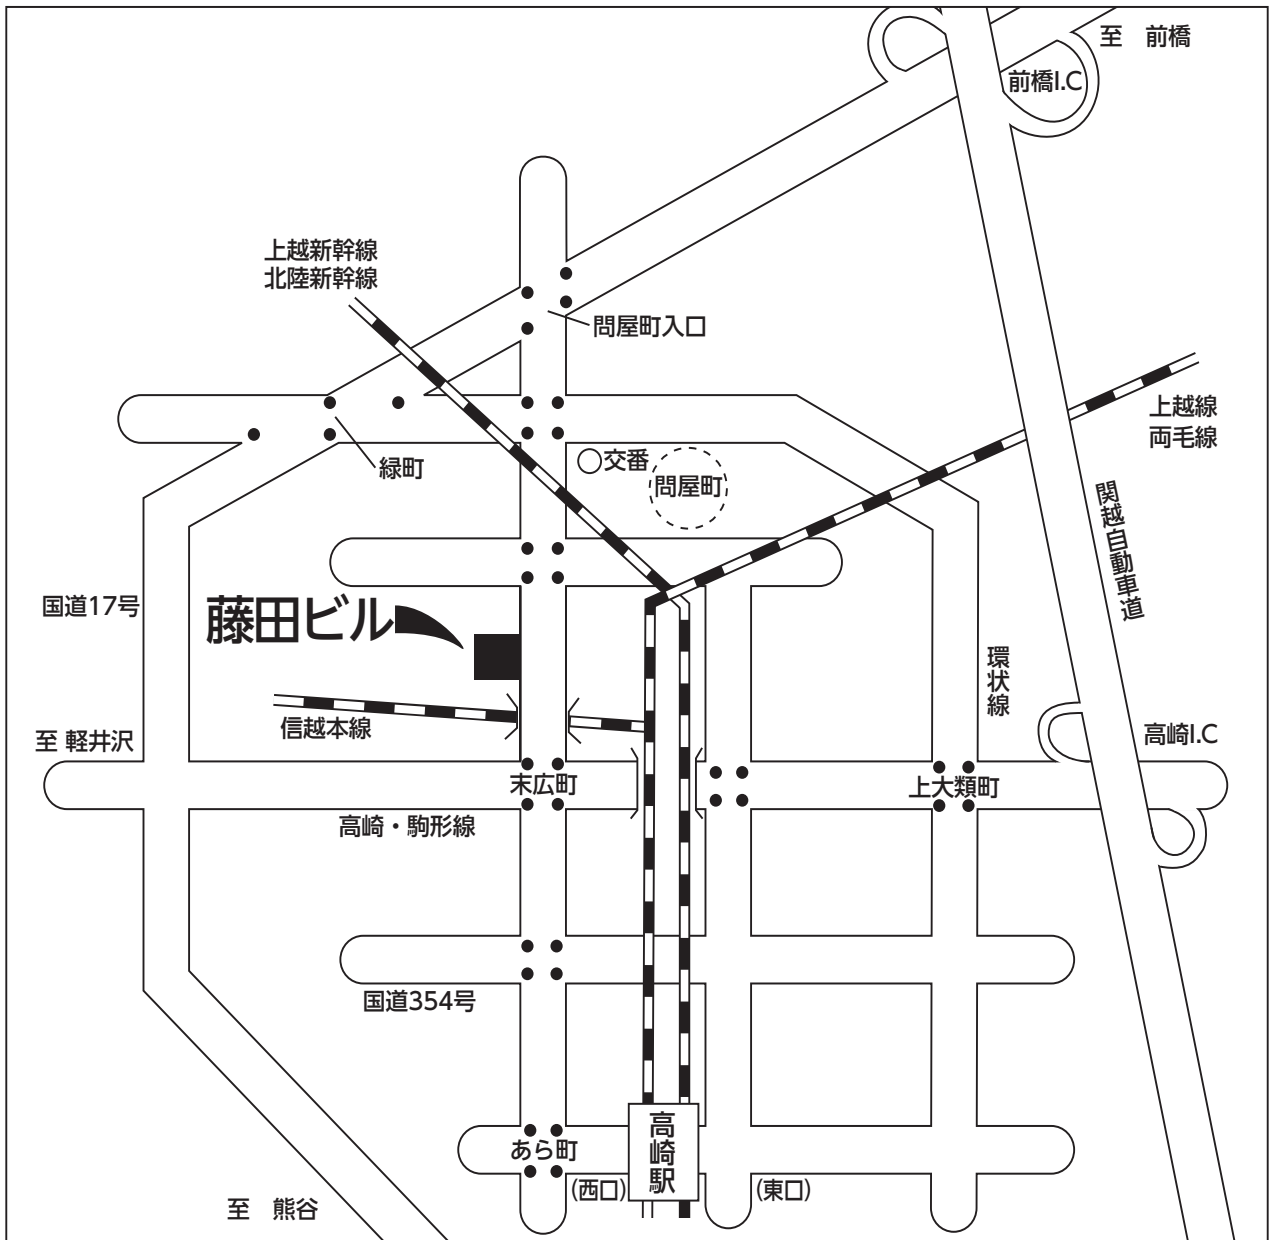 至 前橋
前橋I.C
上越新幹線
北陸新幹線
問屋町入口
上越線
両毛線
緑町
交番
問屋町
関越自動車道
国道17号
藤田ビル
環状線
信越本線
至 軽井沢
高崎I.C
末広町
上大類町
高崎・駒形線
国道354号
あら町
高崎駅
(西口)
(東口)
至 熊谷